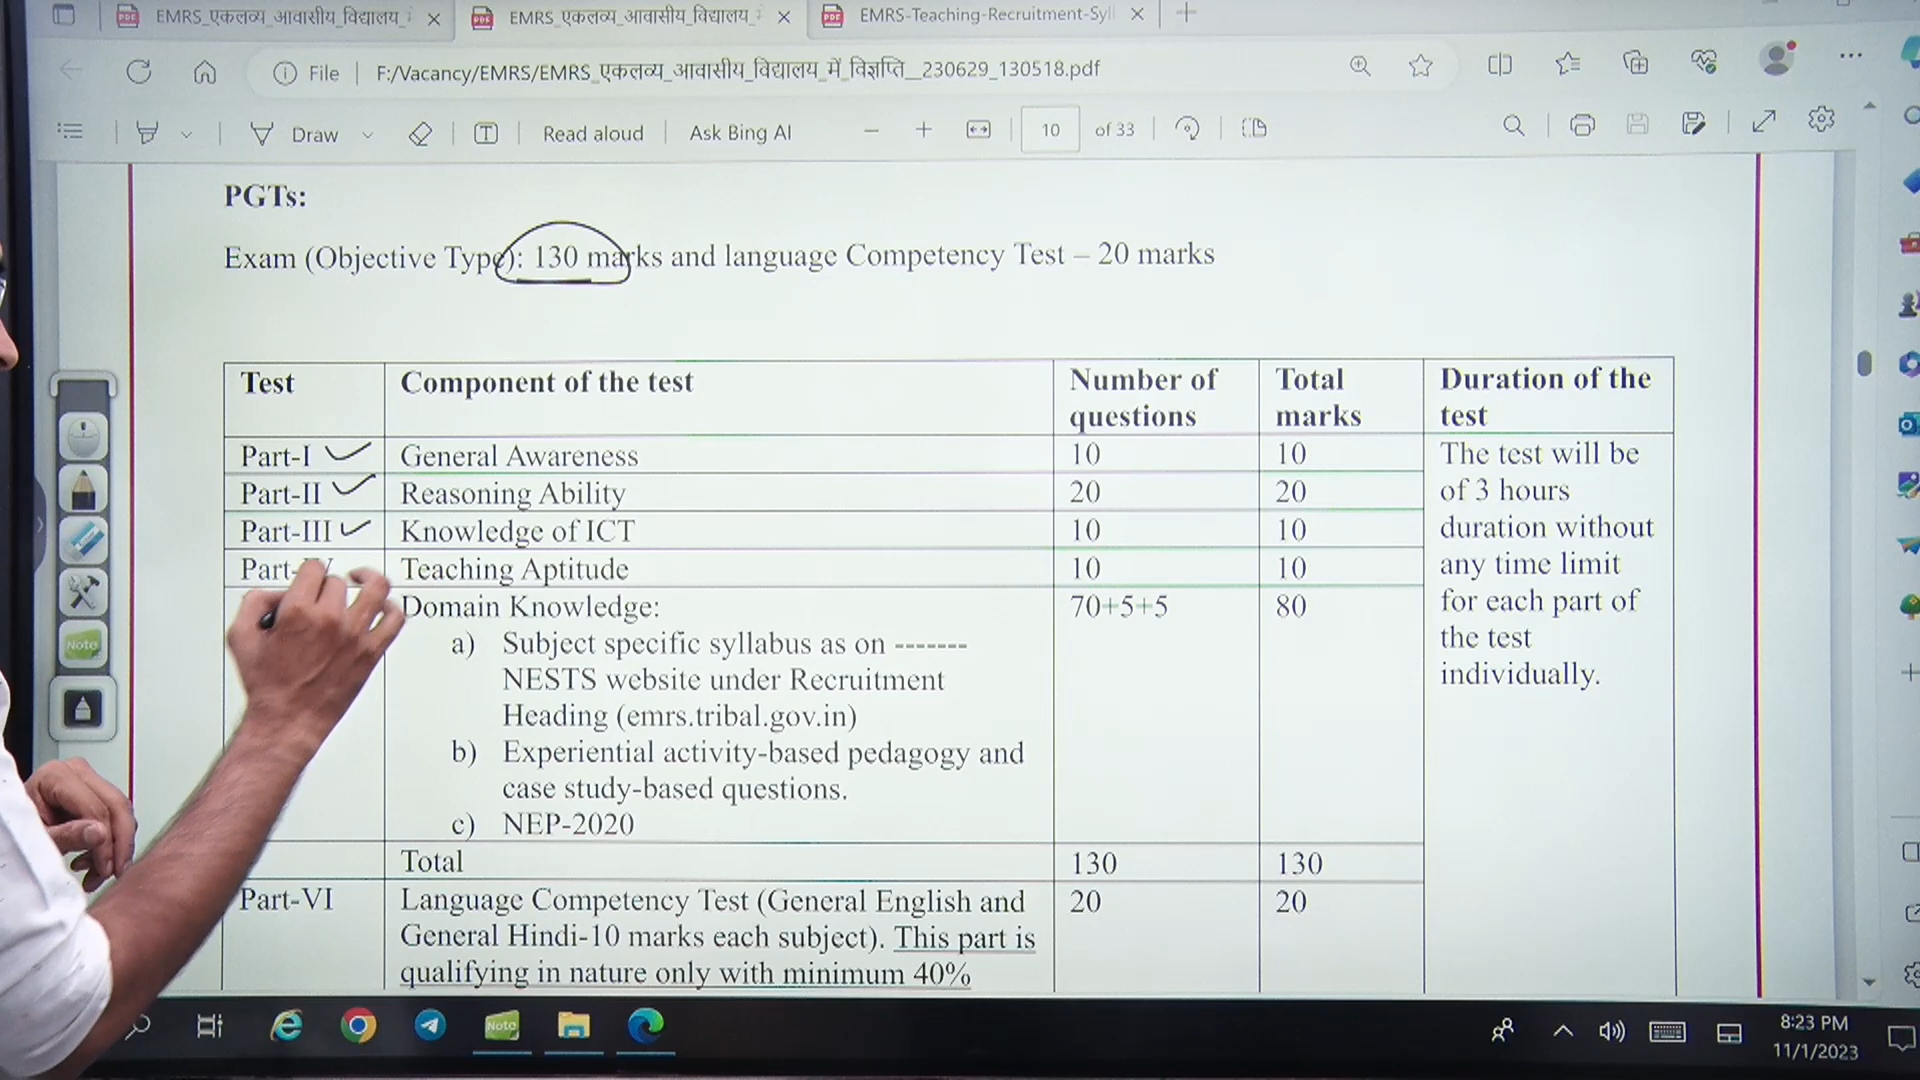 EMRS_एकलव्य_आवासीय_विद्यालय_
EMRS_एकलव्य_आवासीय_विद्यालय_
EMRS-Teaching-Recruitment-Syl
File
F:/Vacancy/EMRS/EMRS_एकलव्य_आवासीय_विद्यालय_में_विज्ञप्ति__230629_130518.pdf
Draw
Read aloud
Ask Bing AI
10 of 33
PGTs:
Exam (Objective Type): 130 marks and language Competency Test – 20 marks
Test Component of the test Number of questions Total marks Duration of the test
Part-I General Awareness 10 10 The test will be
Part-II Reasoning Ability 20 20 of 3 hours
Part-III Knowledge of ICT 10 10 duration without
Part-IV Teaching Aptitude 10 10 any time limit
Domain Knowledge: 70+5+5 80 for each part of
a) Subject specific syllabus as on ------- the test
NESTS website under Recruitment individually.
Heading (emrs.tribal.gov.in)
b) Experiential activity-based pedagogy and
case study-based questions.
c) NEP-2020
Total 130 130
Part-VI Language Competency Test (General English and 20 20
General Hindi-10 marks each subject). This part is
qualifying in nature only with minimum 40%
Note
Note
8:23 PM
11/1/2023